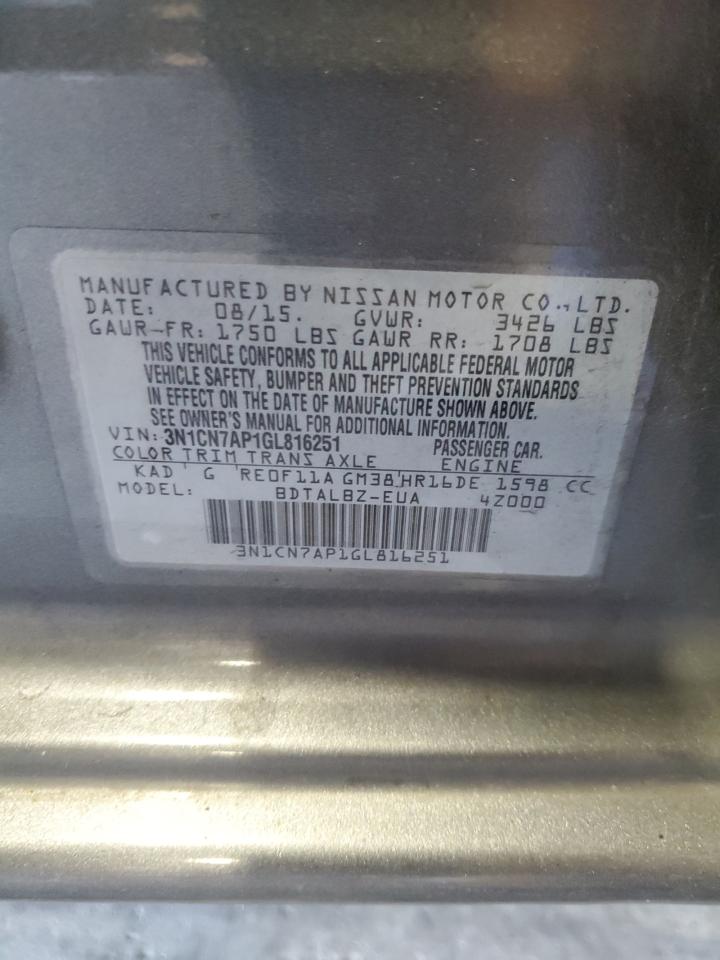 MANUFACTURED BY NISSAN MOTOR CO.,LTD.
DATE: 08/15. GVWR: 3426 LBS
GAWR-FR: 1750 LBS GAWR RR: 1708 LBS
THIS VEHICLE CONFORMS TO ALL APPLICABLE FEDERAL MOTOR
VEHICLE SAFETY, BUMPER AND THEFT PREVENTION STANDARDS
IN EFFECT ON THE DATE OF MANUFACTURE SHOWN ABOVE.
SEE OWNER'S MANUAL FOR ADDITIONAL INFORMATION.
VIN: 3N1CN7AP1GL816251 PASSENGER CAR.
COLOR TRIM TRANS AXLE ENGINE
KAD ' G 'RE0F11A GM38'HR16DE 1598 CC
MODEL: BDTALBZ-EUA 4Z000
3N1CN7AP1GL816251